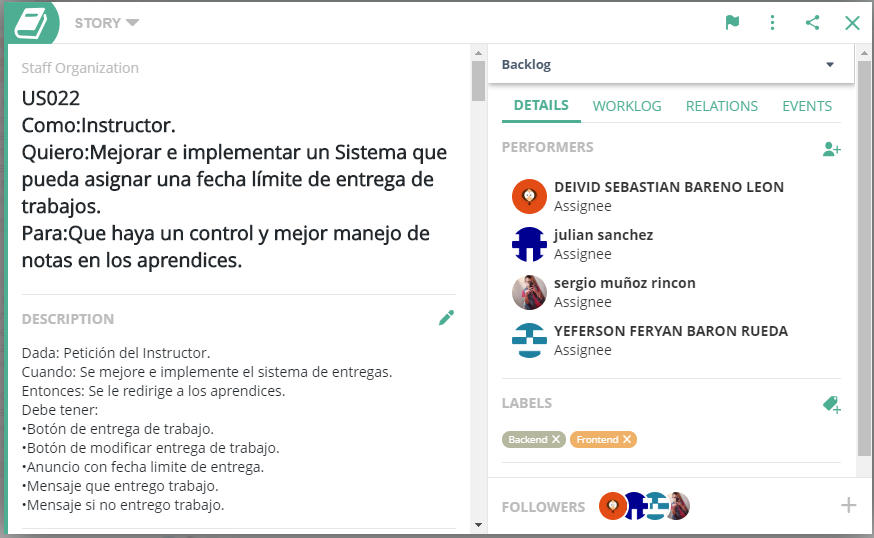 STORY
Staff Organization
US022
Como:Instructor.
Quiero:Mejorar e implementar un Sistema que
pueda asignar una fecha límite de entrega de
trabajos.
Para:Que haya un control y mejor manejo de
notas en los aprendices.
DESCRIPTION
Dada: Petición del Instructor.
Cuando: Se mejore e implemente el sistema de entregas.
Entonces: Se le redirige a los aprendices.
Debe tener:
•Botón de entrega de trabajo.
•Botón de modificar entrega de trabajo.
•Anuncio con fecha limite de entrega.
•Mensaje que entrego trabajo.
•Mensaje si no entrego trabajo.
Backlog
DETAILS WORKLOG RELATIONS EVENTS
PERFORMERS
DEIVID SEBASTIAN BARENO LEON
Assignee
julian sanchez
Assignee
sergio muñoz rincon
Assignee
YEFERSON FERYAN BARON RUEDA
Assignee
LABELS
Backend Frontend
FOLLOWERS